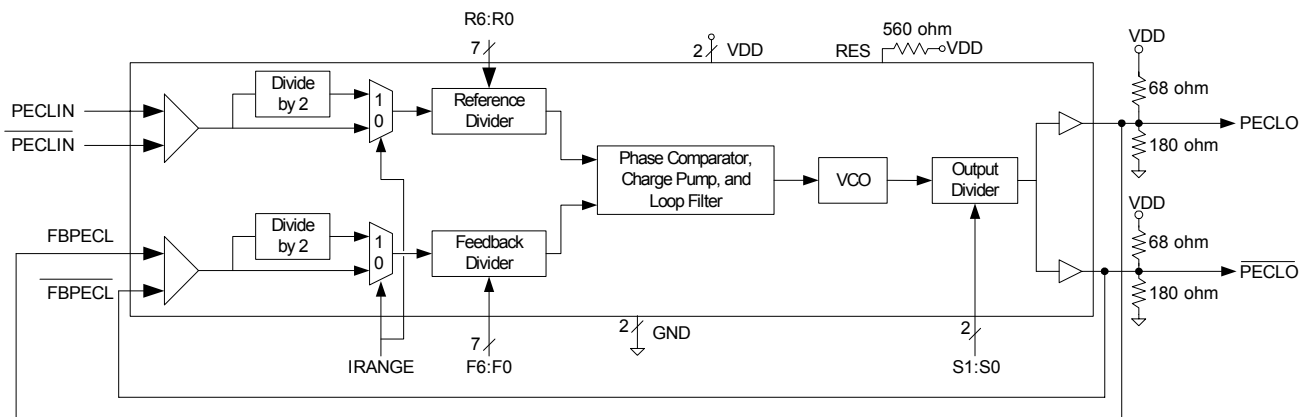 R6:R0
7
2
VDD
RES
560 ohm
VDD
VDD
68 ohm
PECLO
180 ohm
PECLIN
PECLIN
Divide
by 2
1
0
Reference
Divider
Phase Comparator,
Charge Pump, and
Loop Filter
VCO
Output
Divider
FBPECL
FBPECL
Divide
by 2
1
0
Feedback
Divider
VDD
68 ohm
PECLO
180 ohm
2
GND
7
2
IRANGE
F6:F0
S1:S0